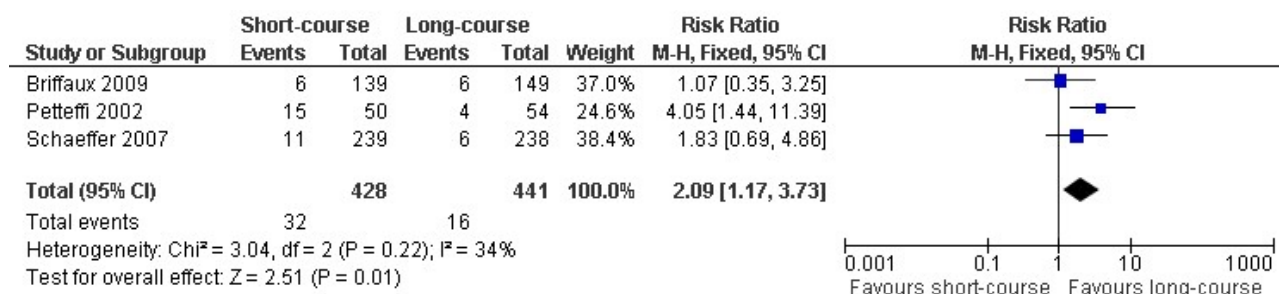 Short-course Long-course Risk Ratio Risk Ratio
Study or Subgroup Events Total Events Total Weight M-H, Fixed, 95% CI M-H, Fixed, 95% CI
Briffaux 2009 6 139 6 149 37.0% 1.07 [0.35, 3.25]
Petteffi 2002 15 50 4 54 24.6% 4.05 [1.44, 11.39]
Schaeffer 2007 11 239 6 238 38.4% 1.83 [0.69, 4.86]
Total (95% CI) 428 441 100.0% 2.09 [1.17, 3.73]
Total events 32 16
Heterogeneity: Chi² = 3.04, df = 2 (P = 0.22); I² = 34%
Test for overall effect: Z = 2.51 (P = 0.01)
0.001 0.1 1 10 1000
Favours short-course Favours long-course